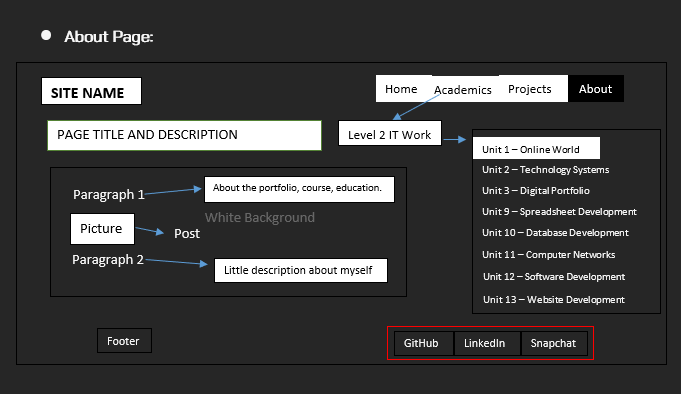 About Page:
SITE NAME
Home Academics Projects About
PAGE TITLE AND DESCRIPTION
Level 2 IT Work
Unit 1 – Online World
Unit 2 – Technology Systems
Unit 3 – Digital Portfolio
Unit 9 – Spreadsheet Development
Unit 10 – Database Development
Unit 11 – Computer Networks
Unit 12 – Software Development
Unit 13 – Website Development
Paragraph 1
About the portfolio, course, education.
White Background
Picture
Post
Paragraph 2
Little description about myself
Footer
GitHub LinkedIn Snapchat